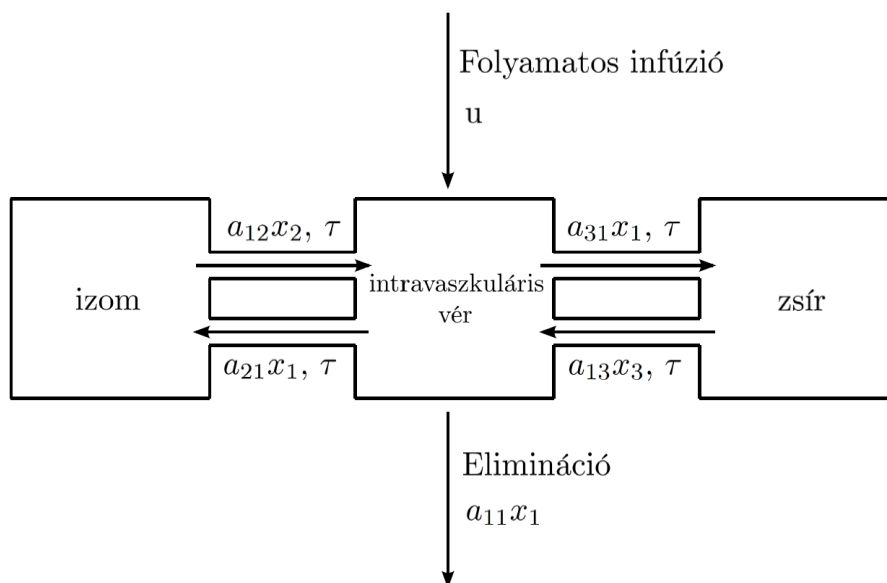 Folyamatos infúzió
u
a₁₂x₂, τ
a₃₁x₁, τ
izom
intravaszkuláris
vér
zsír
a₂₁x₁, τ
a₁₃x₃, τ
Elimináció
a₁₁x₁